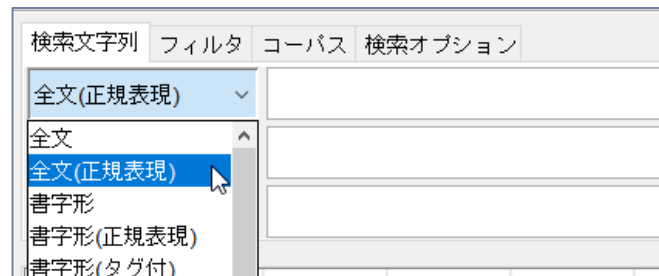 検索文字列 フィルタ コーパス 検索オプション
全文(正規表現)
全文
全文(正規表現)
書字形
書字形(正規表現)
書字形(タグ付)